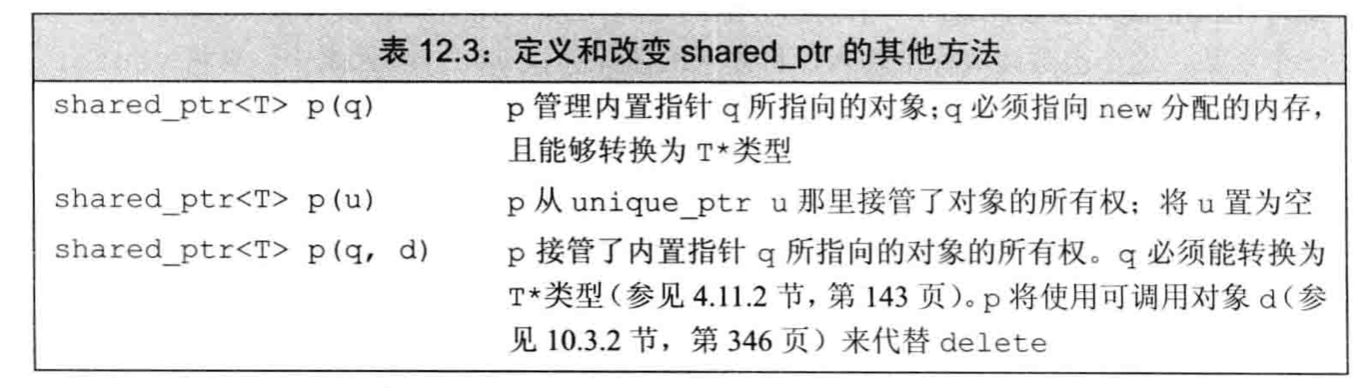 表 12.3：定义和改变 shared_ptr 的其他方法
shared_ptr<T> p(q) p 管理内置指针 q 所指向的对象；q 必须指向 new 分配的内存，
且能够转换为 T*类型
shared_ptr<T> p(u) p 从 unique_ptr u 那里接管了对象的所有权；将 u 置为空
shared_ptr<T> p(q, d) p 接管了内置指针 q 所指向的对象的所有权。q 必须能转换为
T*类型（参见 4.11.2 节，第 143 页）。p 将使用可调用对象 d（参
见 10.3.2 节，第 346 页）来代替 delete